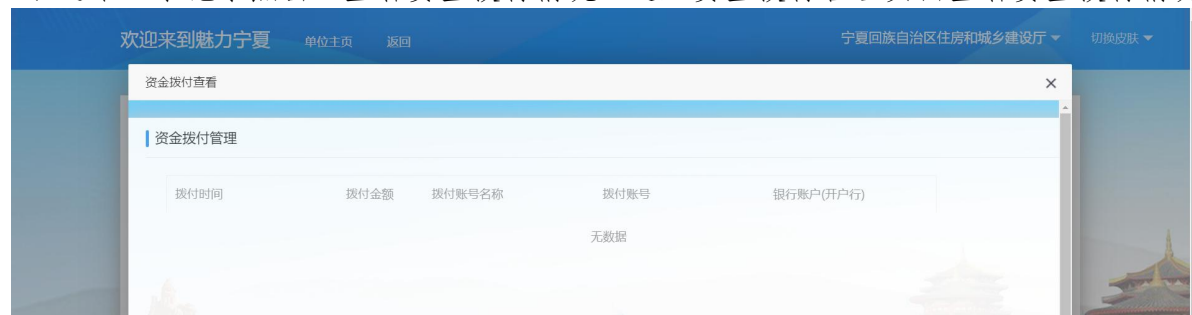 欢迎来到魅力宁夏 单位主页 返回 宁夏回族自治区住房和城乡建设厅 切换皮肤
资金拨付查看 ×
资金拨付管理
拨付时间 拨付金额 拨付账号名称 拨付账号 银行账户(开户行)
无数据